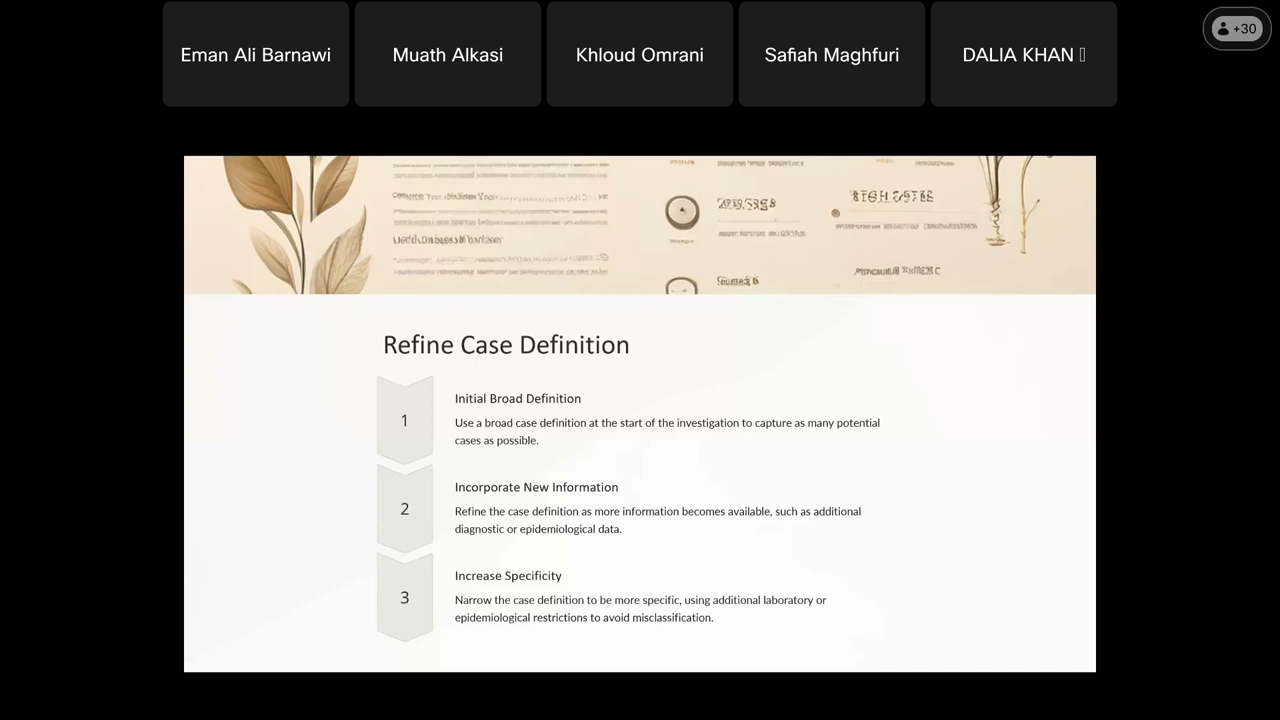 Eman Ali Barnawi
Muath Alkasi
Khloud Omrani
Safiah Maghfuri
DALIA KHAN
+30
Refine Case Definition
1
Initial Broad Definition
Use a broad case definition at the start of the investigation to capture as many potential
cases as possible.
2
Incorporate New Information
Refine the case definition as more information becomes available, such as additional
diagnostic or epidemiological data.
3
Increase Specificity
Narrow the case definition to be more specific, using additional laboratory or
epidemiological restrictions to avoid misclassification.